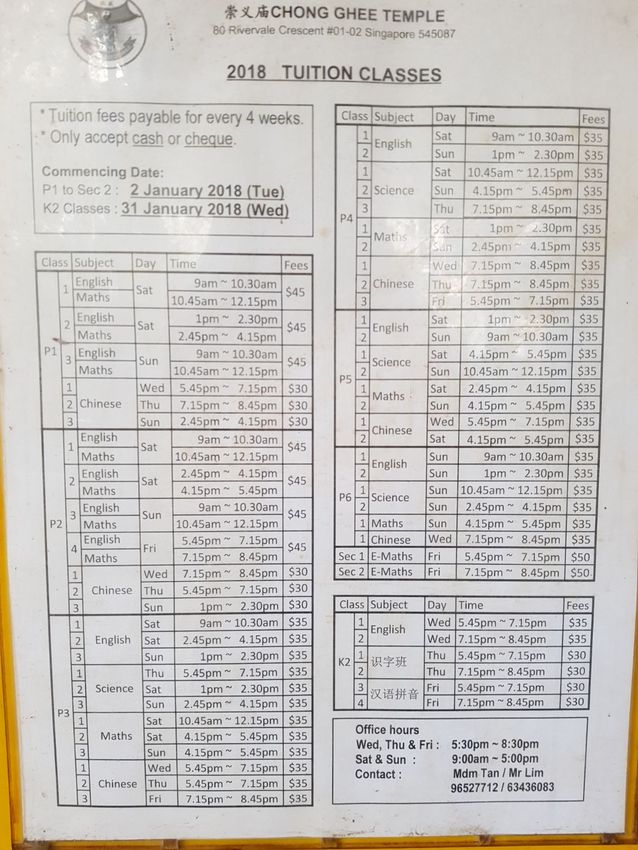 崇义庙CHONG GHEE TEMPLE
80 Rivervale Crescent #01-02 Singapore 545087
2018 TUITION CLASSES
* Tuition fees payable for every 4 weeks.
* Only accept cash or cheque.
Commencing Date:
P1 to Sec 2 : 2 January 2018 (Tue)
K2 Classes : 31 January 2018 (Wed)
Class Subject Day Time Fees
P1
1 English Sat 9am ~ 10.30am $45
Maths 10.45am ~ 12.15pm
2 English Sat 1pm ~ 2.30pm $45
Maths 2.45pm ~ 4.15pm
3 English Sun 9am ~ 10.30am $45
Maths 10.45am ~ 12.15pm
1 Chinese Wed 5.45pm ~ 7.15pm $30
2 Thu 7.15pm ~ 8.45pm $30
3 Sun 2.45pm ~ 4.15pm $30
P2
1 English Sat 9am ~ 10.30am $45
Maths 10.45am ~ 12.15pm
2 English Sat 2.45pm ~ 4.15pm $45
Maths 4.15pm ~ 5.45pm
3 English Sun 9am ~ 10.30am $45
Maths 10.45am ~ 12.15pm
4 English Fri 5.45pm ~ 7.15pm $45
Maths 7.15pm ~ 8.45pm
1 Chinese Wed 7.15pm ~ 8.45pm $30
2 Thu 5.45pm ~ 7.15pm $30
3 Sun 1pm ~ 2.30pm $30
P3
1 English Sat 9am ~ 10.30am $35
2 Sat 2.45pm ~ 4.15pm $35
3 Sun 1pm ~ 2.30pm $35
1 Science Thu 5.45pm ~ 7.15pm $35
2 Sat 1pm ~ 2.30pm $35
3 Sun 2.45pm ~ 4.15pm $35
1 Maths Sat 10.45am ~ 12.15pm $35
2 Sat 4.15pm ~ 5.45pm $35
3 Sun 4.15pm ~ 5.45pm $35
1 Chinese Wed 5.45pm ~ 7.15pm $35
2 Thu 5.45pm ~ 7.15pm $35
3 Fri 7.15pm ~ 8.45pm $35
Class Subject Day Time Fees
P4
1 English Sat 9am ~ 10.30am $35
2 Sun 1pm ~ 2.30pm $35
1 Science Sat 10.45am ~ 12.15pm $35
2 Sun 4.15pm ~ 5.45pm $35
3 Thu 7.15pm ~ 8.45pm $35
1 Maths Sat 1pm ~ 2.30pm $35
2 Sun 2.45pm ~ 4.15pm $35
1 Chinese Wed 7.15pm ~ 8.45pm $35
2 Thu 7.15pm ~ 8.45pm $35
3 Fri 5.45pm ~ 7.15pm $35
P5
1 English Sat 1pm ~ 2.30pm $35
2 Sun 9am ~ 10.30am $35
1 Science Sat 4.15pm ~ 5.45pm $35
2 Sun 10.45am ~ 12.15pm $35
1 Maths Sat 2.45pm ~ 4.15pm $35
2 Sun 4.15pm ~ 5.45pm $35
1 Chinese Wed 5.45pm ~ 7.15pm $35
2 Sat 4.15pm ~ 5.45pm $35
P6
1 English Sun 9am ~ 10.30am $35
2 Sun 1pm ~ 2.30pm $35
1 Science Sun 10.45am ~ 12.15pm $35
2 Sun 2.45pm ~ 4.15pm $35
1 Maths Sun 4.15pm ~ 5.45pm $35
1 Chinese Wed 7.15pm ~ 8.45pm $35
Sec 1 E-Maths Fri 5.45pm ~ 7.15pm $50
Sec 2 E-Maths Fri 7.15pm ~ 8.45pm $50
Class Subject Day Time Fees
K2
1 English Wed 5.45pm ~ 7.15pm $35
2 Wed 7.15pm ~ 8.45pm $35
1 识字班 Thu 5.45pm ~ 7.15pm $30
2 Thu 7.15pm ~ 8.45pm $30
3 汉语拼音 Fri 5.45pm ~ 7.15pm $30
4 Fri 7.15pm ~ 8.45pm $30
Office hours
Wed, Thu & Fri : 5:30pm ~ 8:30pm
Sat & Sun : 9:00am ~ 5:00pm
Contact : Mdm Tan / Mr Lim
96527712 / 63436083